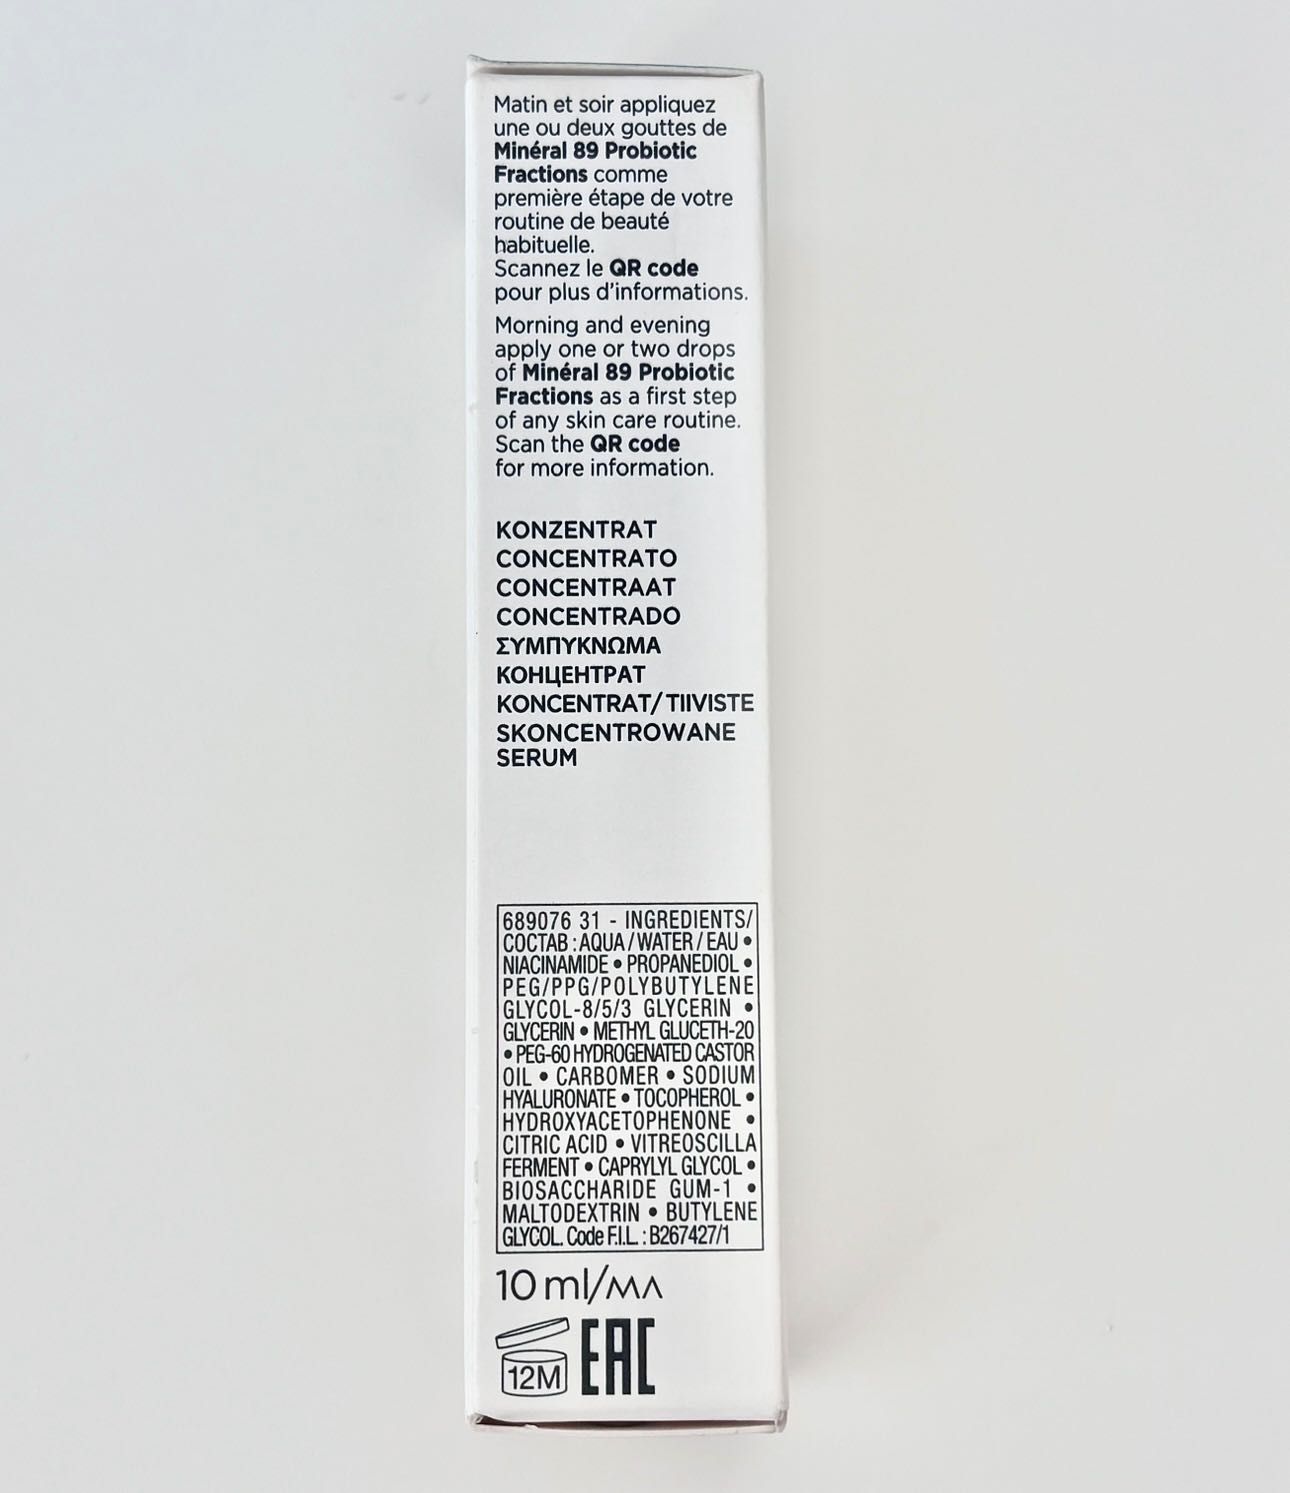 Matin et soir appliquez
une ou deux gouttes de
Minéral 89 Probiotic
Fractions comme
première étape de votre
routine de beauté
habituelle.
Scannez le QR code
pour plus d'informations.
Morning and evening
apply one or two drops
of Minéral 89 Probiotic
Fractions as a first step
of any skin care routine.
Scan the QR code
for more information.
KONZENTRAT
CONCENTRATO
CONCENTRAAT
CONCENTRADO
ΣΥΜΠΥΚΝΩΜΑ
КОНЦЕНТРАТ
KONCENTRAT/TIIVISTE
SKONCENTROWANE
SERUM
689076 31 - INGREDIENTS/
СОСТАВ : AQUA / WATER / EAU •
NIACINAMIDE • PROPANEDIOL •
PEG/PPG/POLYBUTYLENE
GLYCOL-8/5/3 GLYCERIN •
GLYCERIN • METHYL GLUCETH-20
• PEG-60 HYDROGENATED CASTOR
OIL • CARBOMER • SODIUM
HYALURONATE • TOCOPHEROL •
HYDROXYACETOPHENONE •
CITRIC ACID • VITREOSCILLA
FERMENT • CAPRYLYL GLYCOL •
BIOSACCHARIDE GUM-1 •
MALTODEXTRIN • BUTYLENE
GLYCOL. Code F.I.L. : B267427/1
10 ml/мл
12M EAC